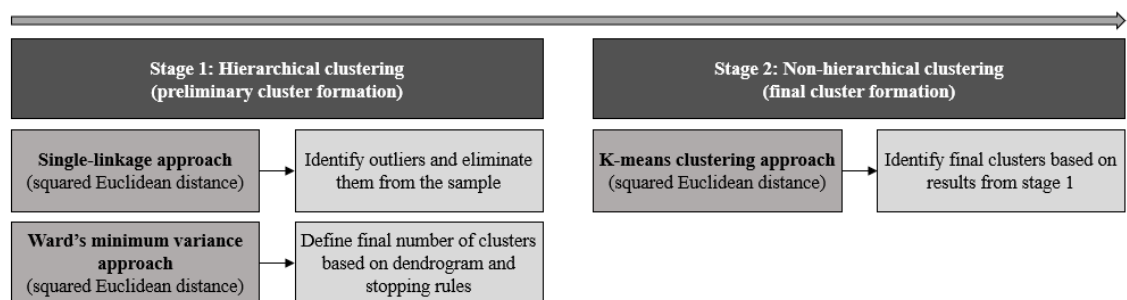 Stage 1: Hierarchical clustering
(preliminary cluster formation)
Stage 2: Non-hierarchical clustering
(final cluster formation)
Single-linkage approach
(squared Euclidean distance)
Identify outliers and eliminate
them from the sample
K-means clustering approach
(squared Euclidean distance)
Identify final clusters based on
results from stage 1
Ward's minimum variance
approach
(squared Euclidean distance)
Define final number of clusters
based on dendrogram and
stopping rules